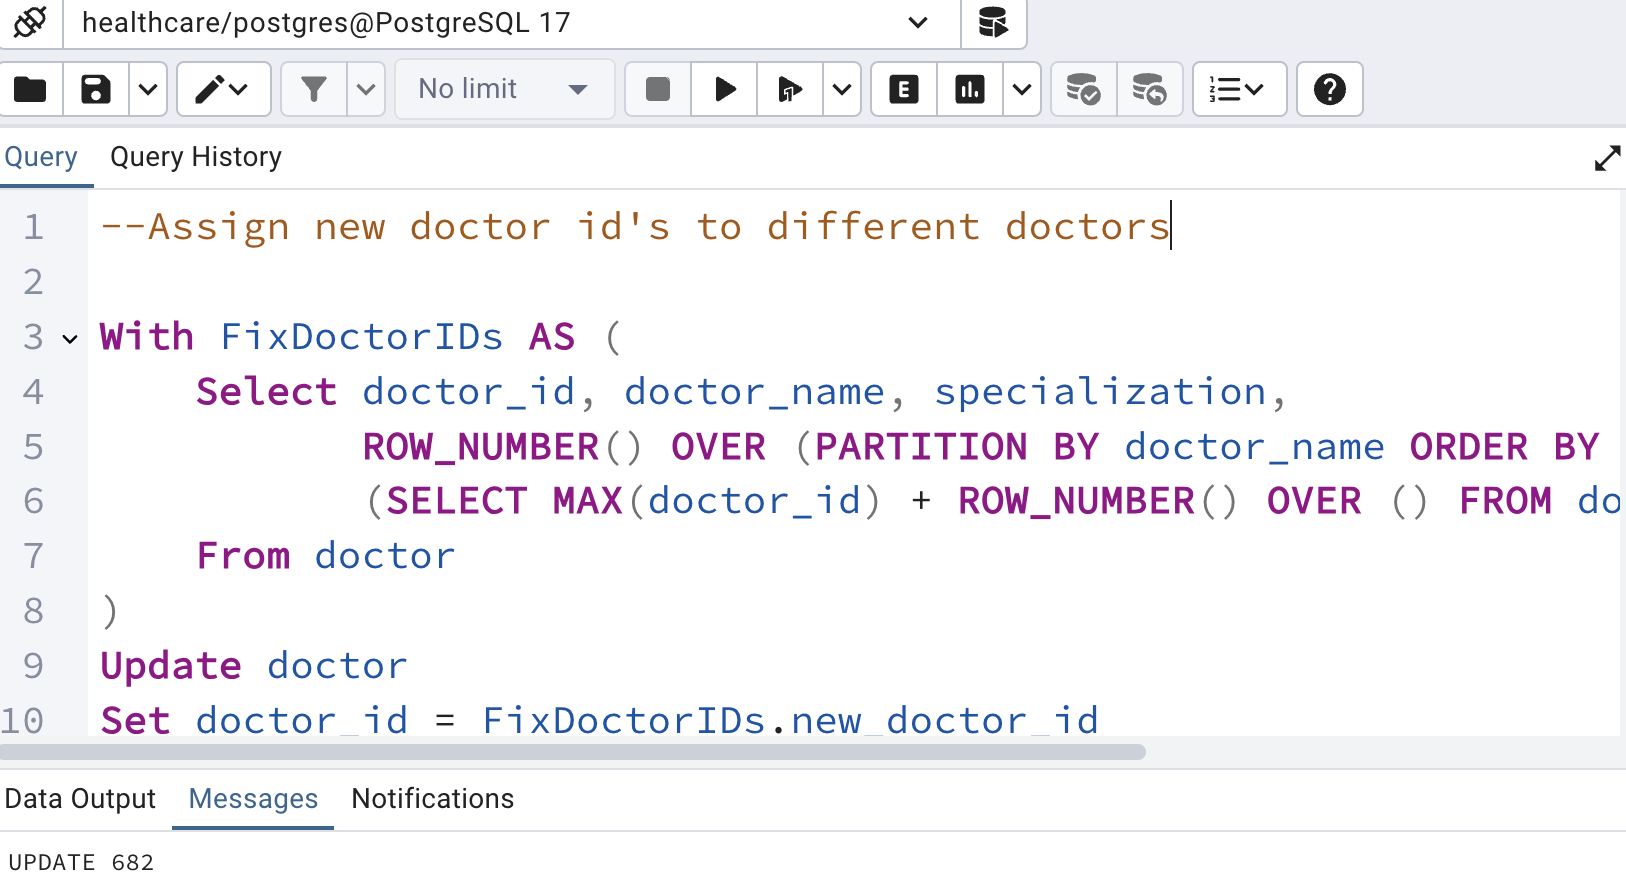 healthcare/postgres@PostgreSQL 17
No limit
E
Query Query History
1 --Assign new doctor id's to different doctors
2
3 With FixDoctorIDs AS (
4 Select doctor_id, doctor_name, specialization,
5 ROW_NUMBER() OVER (PARTITION BY doctor_name ORDER BY
6 (SELECT MAX(doctor_id) + ROW_NUMBER() OVER () FROM do
7 From doctor
8 )
9 Update doctor
10 Set doctor_id = FixDoctorIDs.new_doctor_id
Data Output Messages Notifications
UPDATE 682